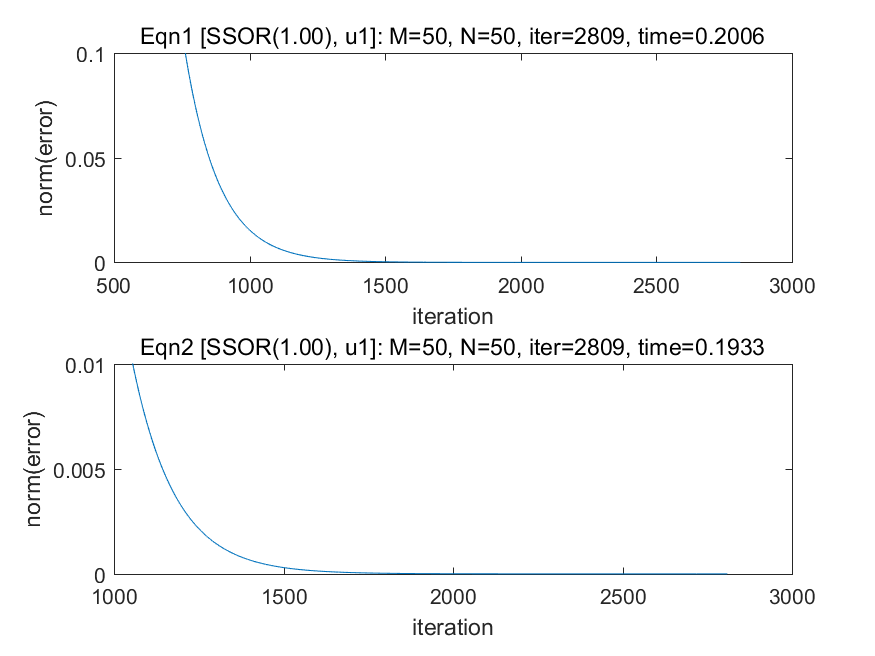 Eqn1 [SSOR(1.00), u1]: M=50, N=50, iter=2809, time=0.2006
0.1
0.05
0
norm(error)
500 1000 1500 2000 2500 3000
iteration
Eqn2 [SSOR(1.00), u1]: M=50, N=50, iter=2809, time=0.1933
0.01
0.005
0
norm(error)
1000 1500 2000 2500 3000
iteration